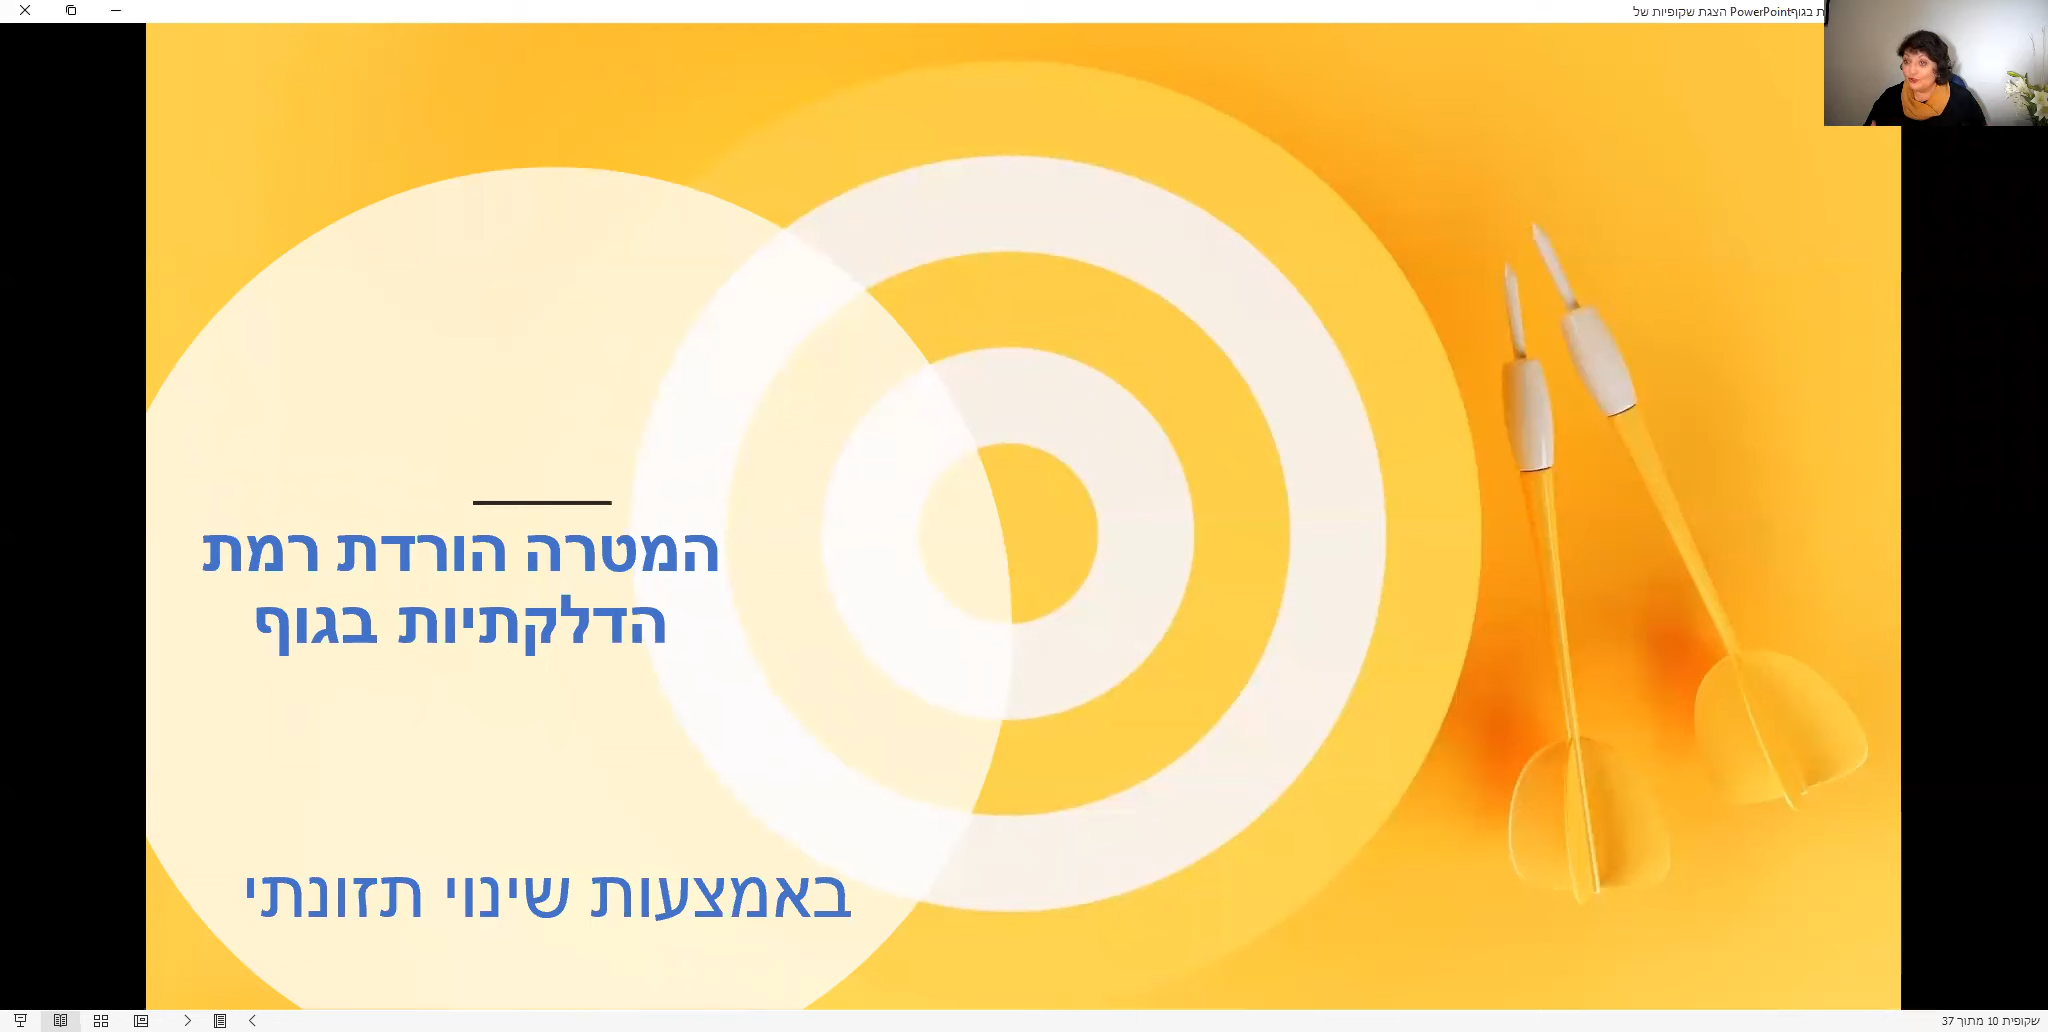 הצגת שקופיות של PowerPoint
המטרה הורדת רמת
הדלקתיות בגוף
באמצעות שינוי תזונתי
שקופית 10 מתוך 37